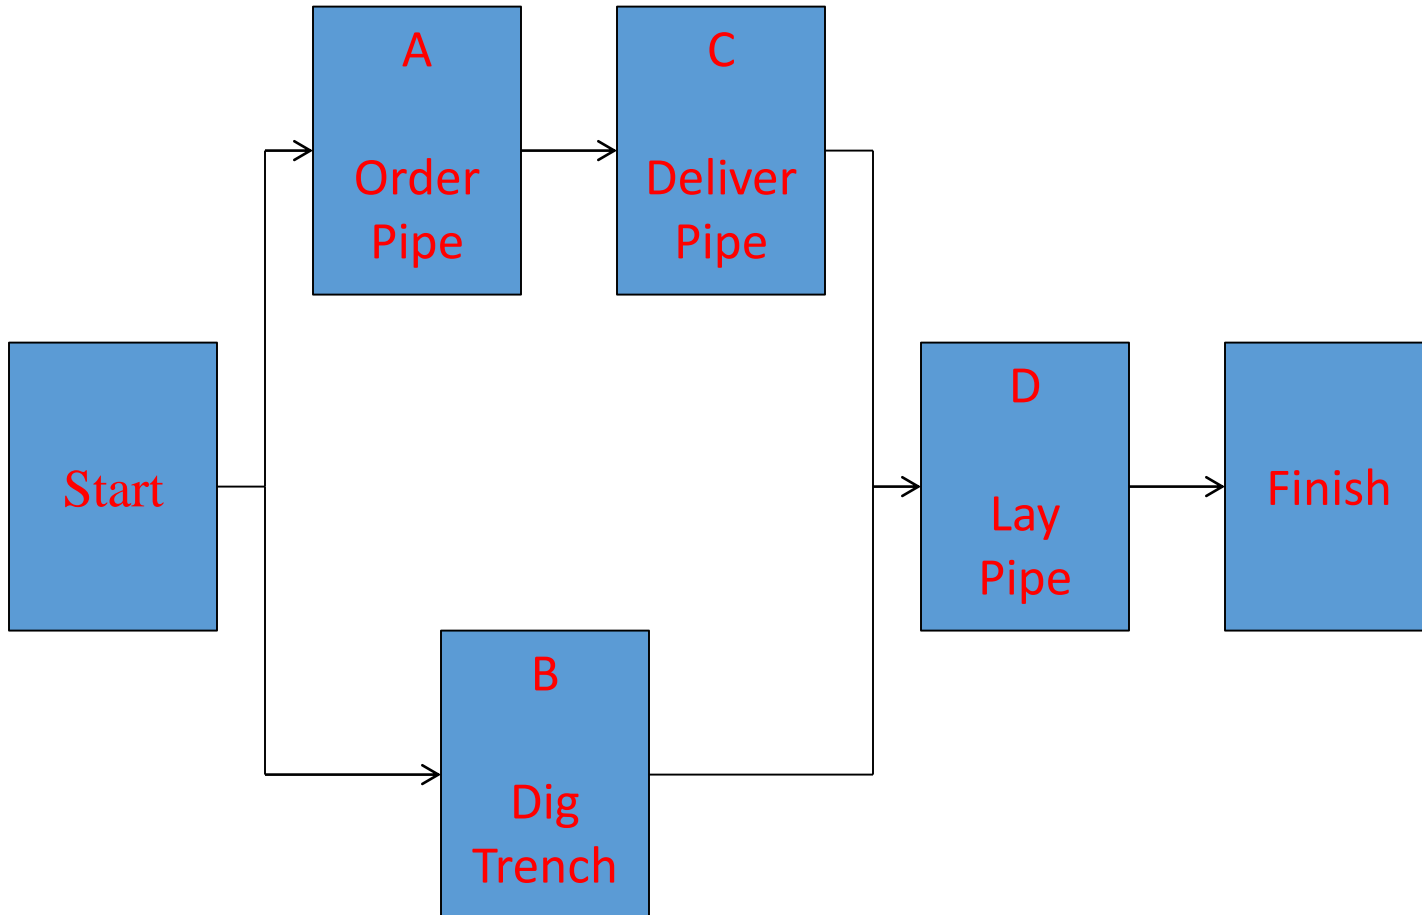 A
Order
Pipe
C
Deliver
Pipe
Start
D
Lay
Pipe
Finish
B
Dig
Trench